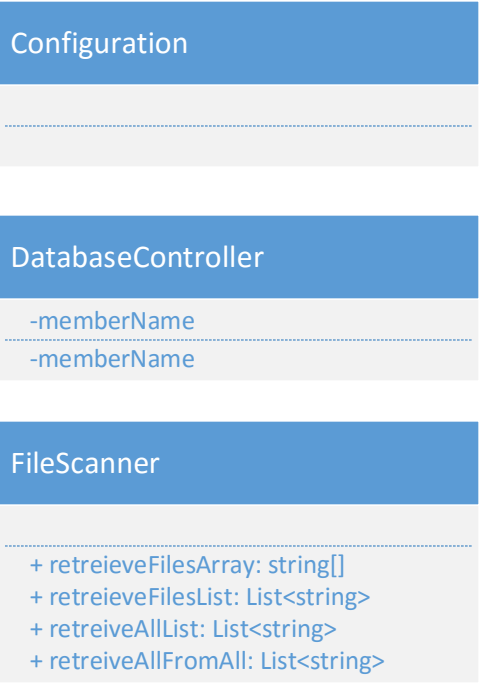 Configuration
DatabaseController
-memberName
-memberName
FileScanner
+ retreieveFilesArray: string[]
+ retreieveFilesList: List<string>
+ retreiveAllList: List<string>
+ retreiveAllFromAll: List<string>